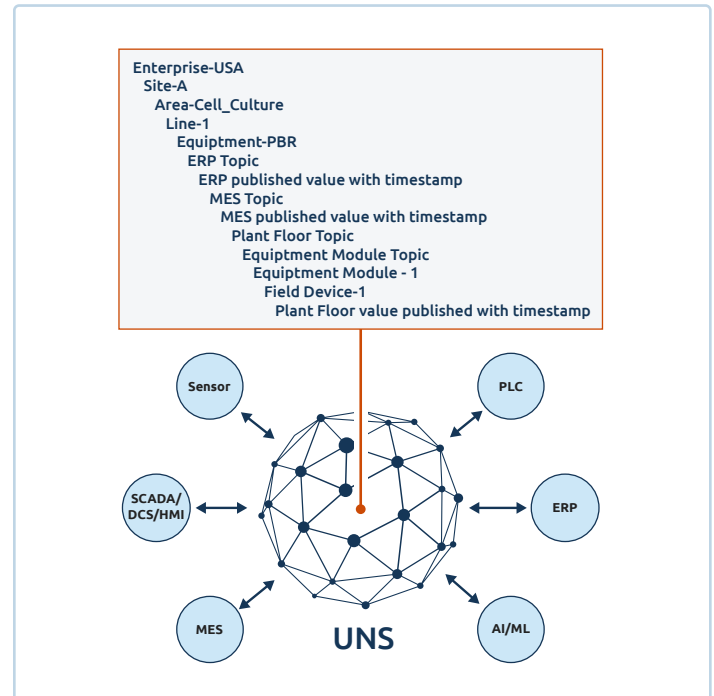 Enterprise-USA
Site-A
Area-Cell_Culture
Line-1
Equiptment-PBR
ERP Topic
ERP published value with timestamp
MES Topic
MES published value with timestamp
Plant Floor Topic
Equiptment Module Topic
Equiptment Module - 1
Field Device-1
Plant Floor value published with timestamp
Sensor
PLC
SCADA/
DCS/HMI
ERP
MES
UNS
AI/ML